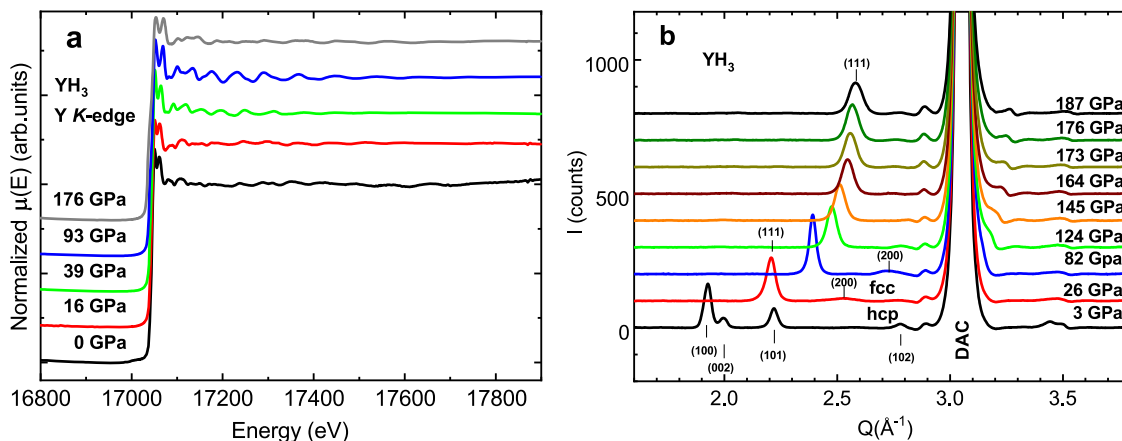 a
YH3
Y K-edge
176 GPa
93 GPa
39 GPa
16 GPa
0 GPa
Normalized μ(E) (arb.units)
16800 17000 17200 17400 17600 17800
Energy (eV)
b
YH3
(111)
187 GPa
176 GPa
173 GPa
164 GPa
145 GPa
124 GPa
82 Gpa
26 GPa
3 GPa
(111)
(200)
fcc
(200)
hcp
(100)
(002)
(101)
(102)
DAC
1000
500
0
I (counts)
2.0 2.5 3.0 3.5
Q(Å-1)